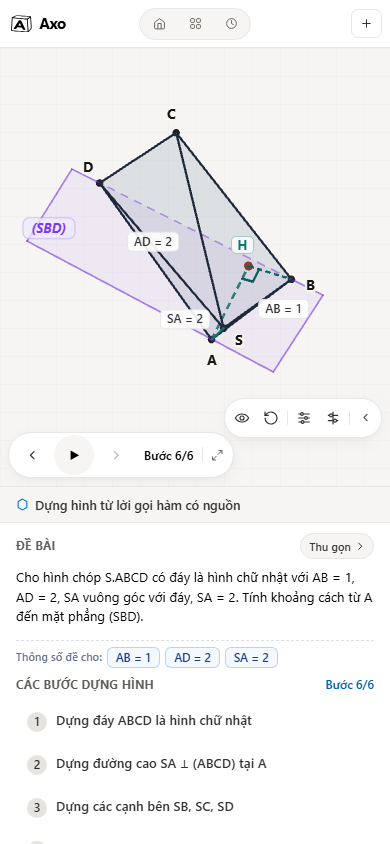 Axo
C
D
(SBD)
H
AD = 2
B
AB = 1
SA = 2
S
A
Bước 6/6
Dựng hình từ lời gọi hàm có nguồn
ĐỀ BÀI
Thu gọn
Cho hình chóp S.ABCD có đáy là hình chữ nhật với AB = 1,
AD = 2, SA vuông góc với đáy, SA = 2. Tính khoảng cách từ A
đến mặt phẳng (SBD).
Thông số đề cho: AB = 1 AD = 2 SA = 2
CÁC BƯỚC DỰNG HÌNH
Bước 6/6
1 Dựng đáy ABCD là hình chữ nhật
2 Dựng đường cao SA ⊥ (ABCD) tại A
3 Dựng các cạnh bên SB, SC, SD